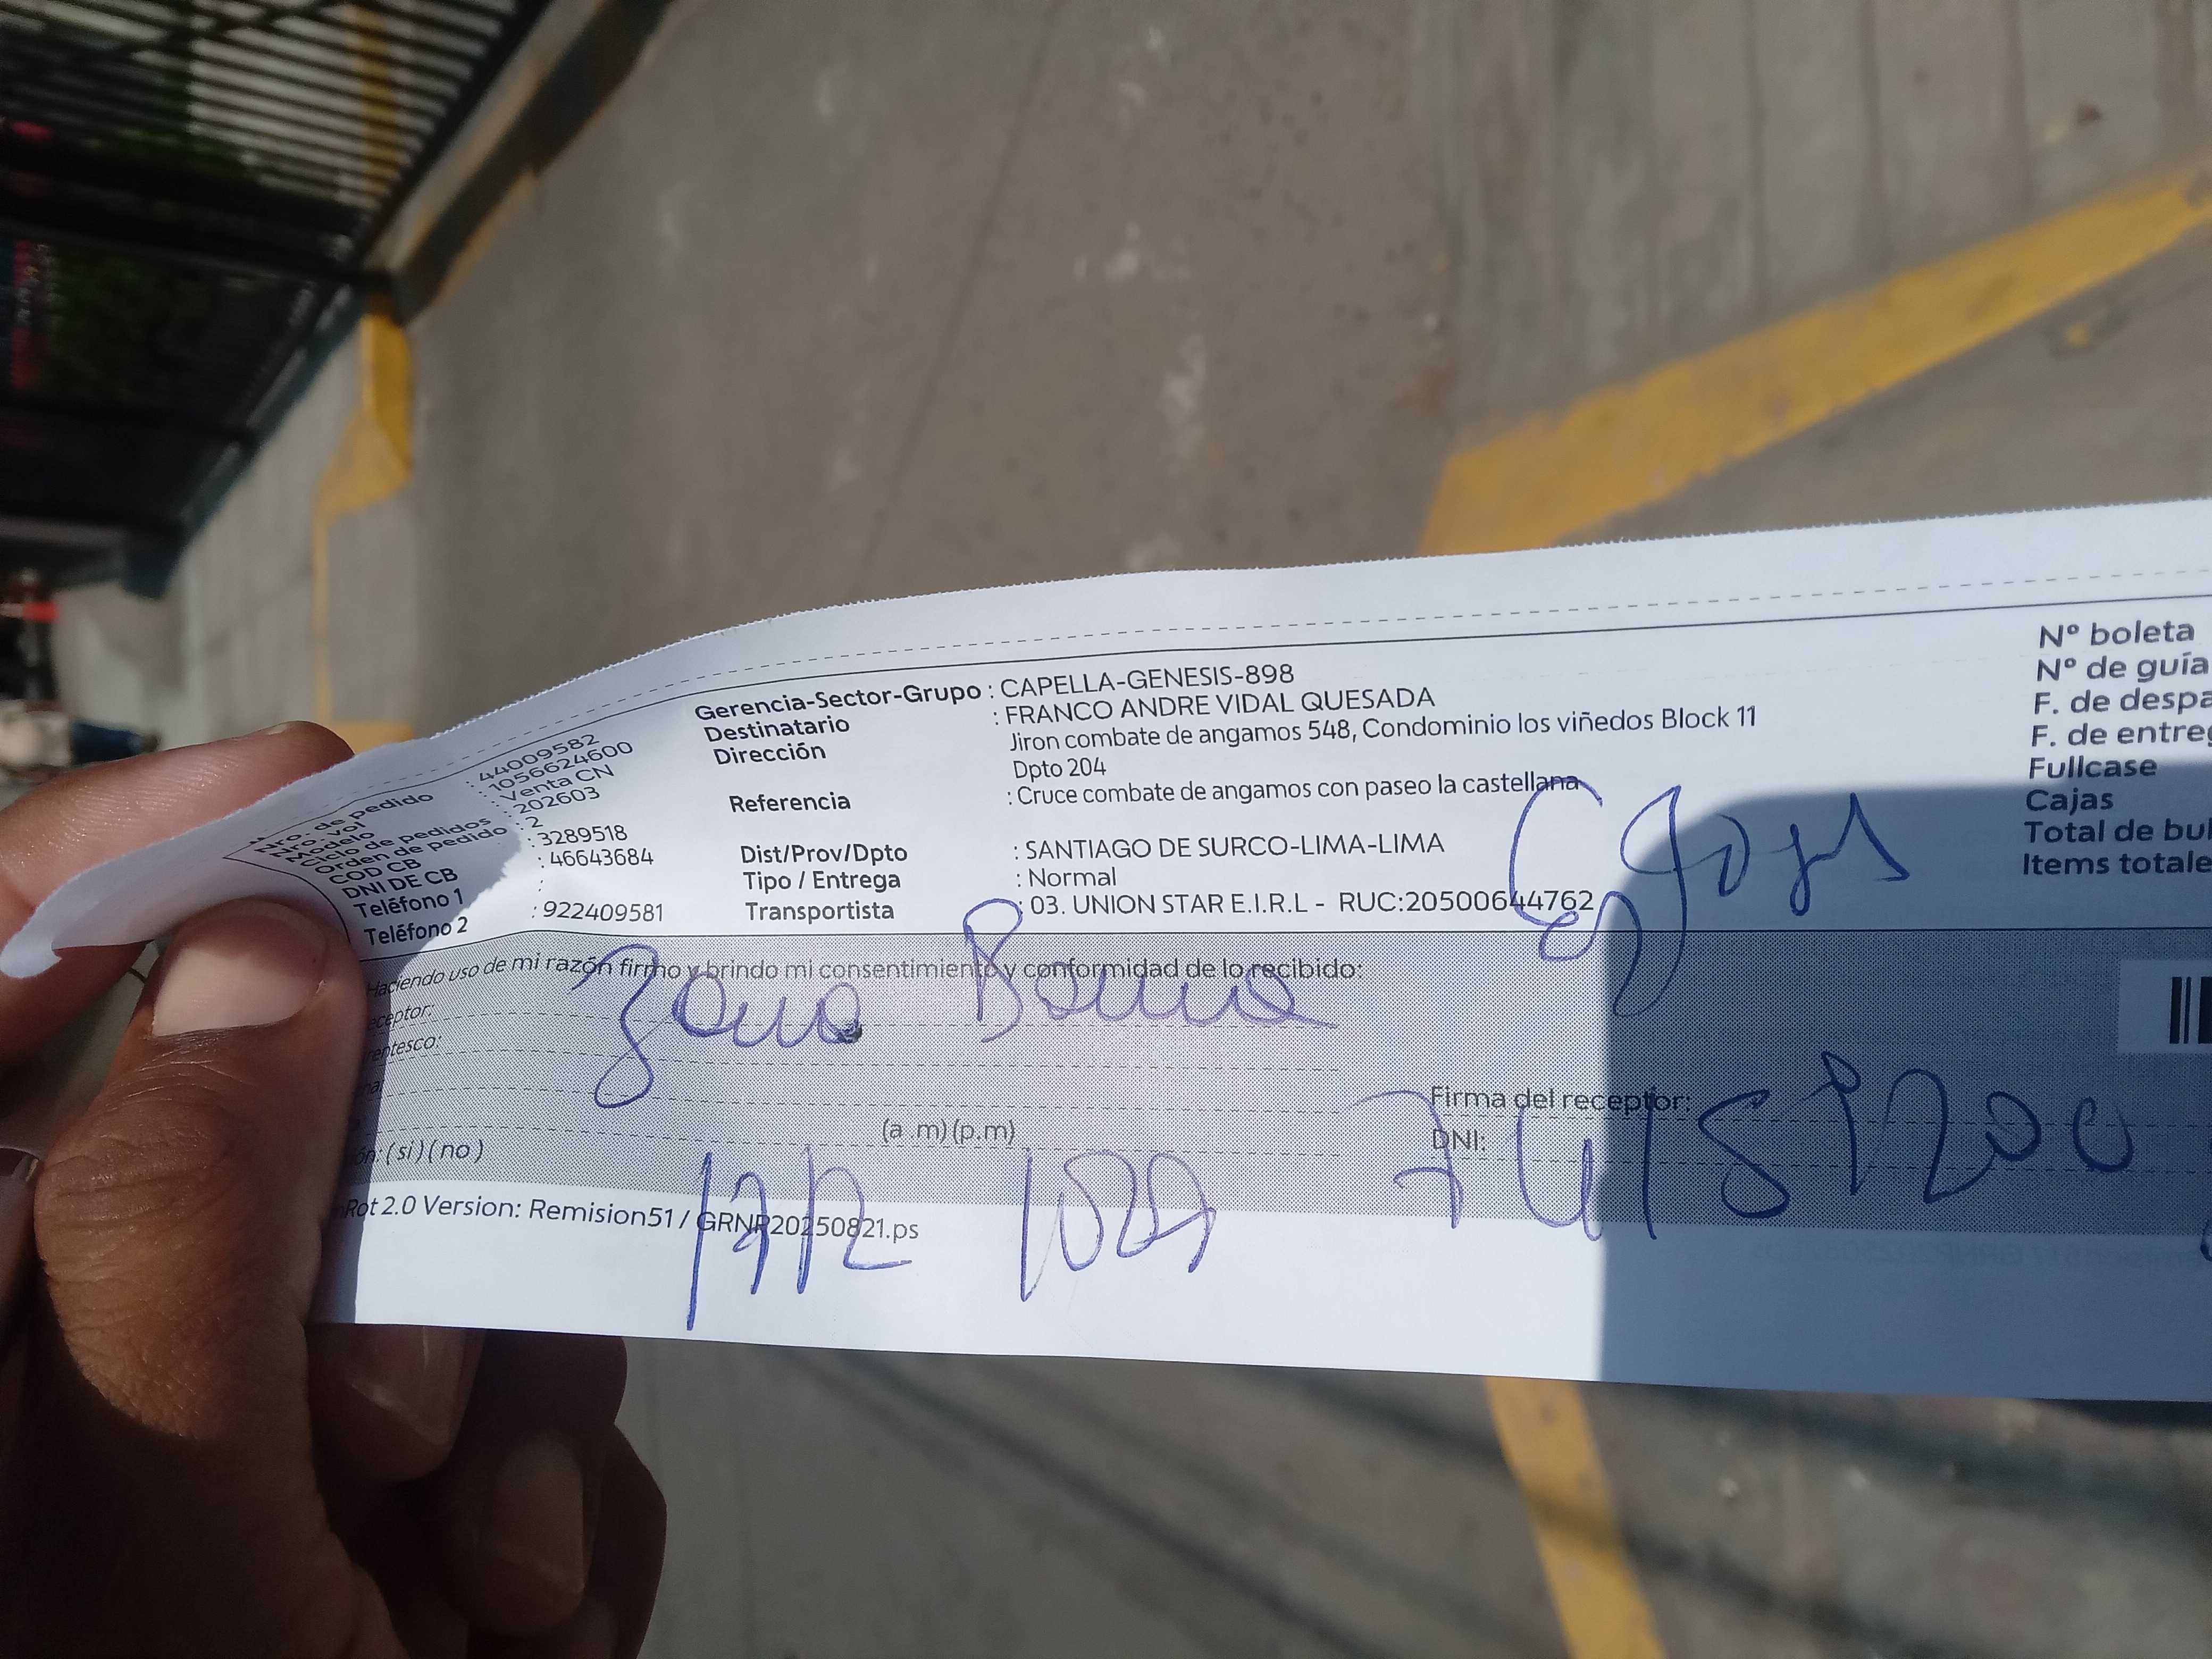 Nro. de pedido : 44009582
Nro. vol : 1056624600
Modelo : Venta CN
Ciclo de pedidos : 202603
Orden de pedido : 2
COD CB : 3289518
DNI DE CB : 46643684
Teléfono 1 :
Teléfono 2 : 922409581
Gerencia-Sector-Grupo : CAPELLA-GENESIS-898
Destinatario : FRANCO ANDRE VIDAL QUESADA
Dirección Jiron combate de angamos 548, Condominio los viñedos Block 11
Dpto 204
Referencia : Cruce combate de angamos con paseo la castellana
Dist/Prov/Dpto : SANTIAGO DE SURCO-LIMA-LIMA
Tipo / Entrega : Normal
Transportista : 03. UNION STAR E.I.R.L - RUC:20500644762
Nº boleta
Nº de guía
F. de despa
F. de entreg
Fullcase
Cajas
Total de bul
Items totale
Haciendo uso de mi razón firmo y brindo mi consentimiento y conformidad de lo recibido:
eceptor:
entesco:
(a .m) (p.m)
ón: ( si ) ( no )
Firma del receptor:
DNI:
Rot 2.0 Version: Remision51 / GRNR20250821.ps